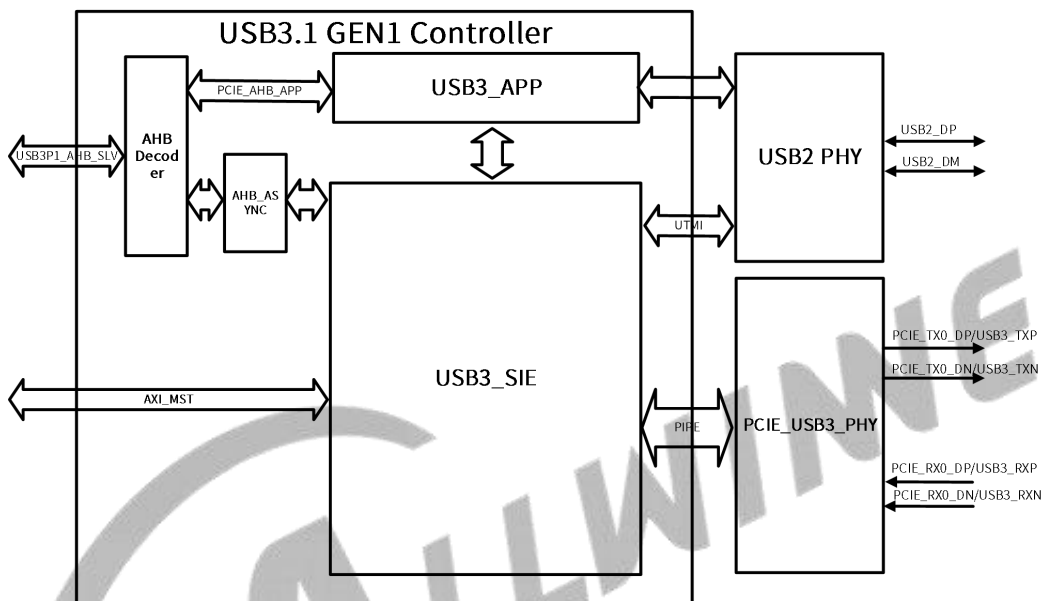 USB3.1 GEN1 Controller
PCIE_AHB_APP
USB3_APP
USB3P1_AHB_SLV
AHB
Decod
er
AHB_AS
YNC
USB2 PHY
USB2_DP
USB2_DM
UTMI
USB3_SIE
AXI_MST
PIPE
PCIE_USB3_PHY
PCIE_TX0_DP/USB3_TXP
PCIE_TX0_DN/USB3_TXN
PCIE_RX0_DP/USB3_RXP
PCIE_RX0_DN/USB3_RXN
ALLWINNE